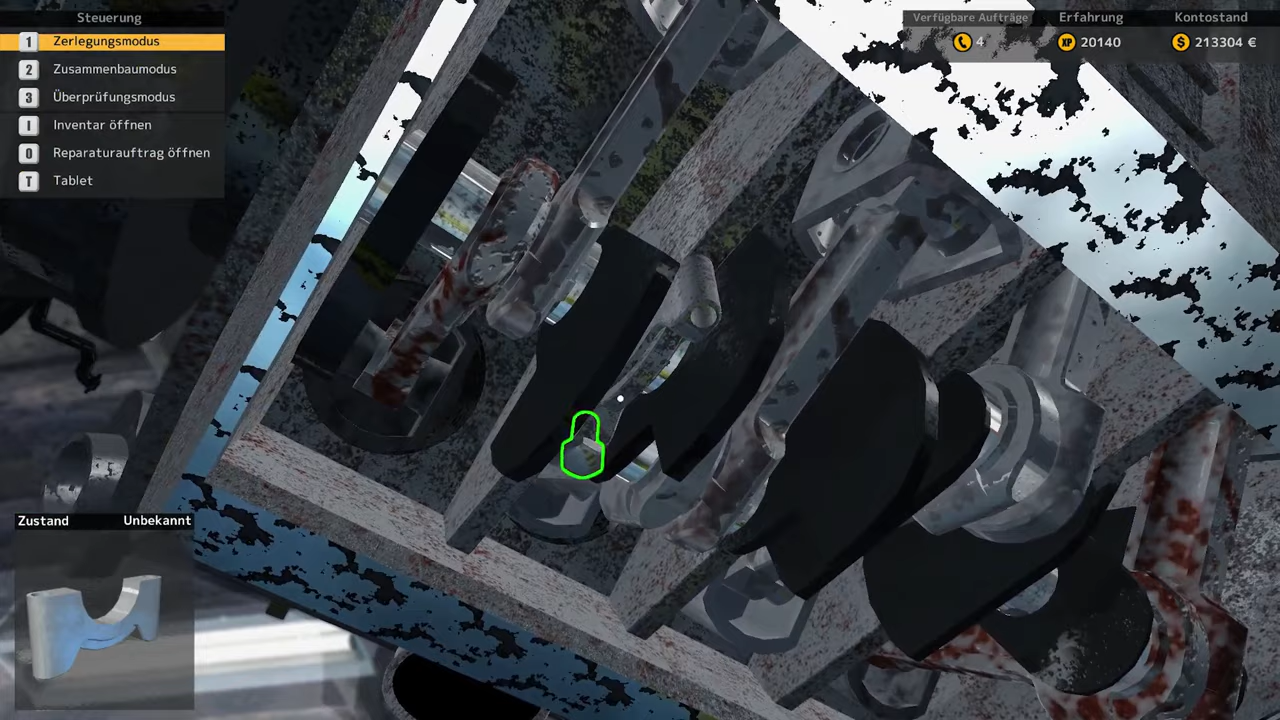 Steuerung
1 Zerlegungsmodus
2 Zusammenbaumodus
3 Überprüfungsmodus
I Inventar öffnen
O Reparaturauftrag öffnen
T Tablet
Verfügbare Aufträge Erfahrung Kontostand
4 XP 20140 $ 213304 €
Zustand Unbekannt